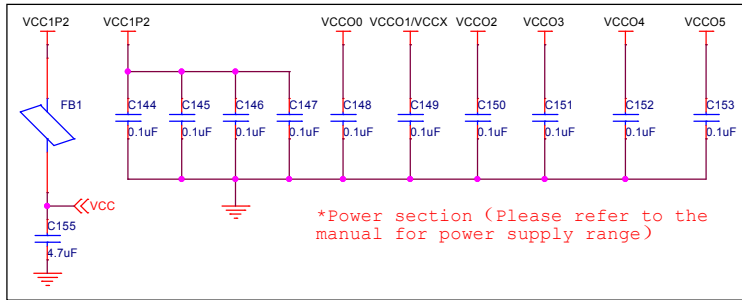 VCC1P2 VCC1P2 VCCO0 VCCO1/VCCX VCCO2 VCCO3 VCCO4 VCCO5
FB1 C144 C145 C146 C147 C148 C149 C150 C151 C152 C153
0.1uF 0.1uF 0.1uF 0.1uF 0.1uF 0.1uF 0.1uF 0.1uF 0.1uF 0.1uF
VCC
C155
4.7uF
*Power section (Please refer to the
manual for power supply range)